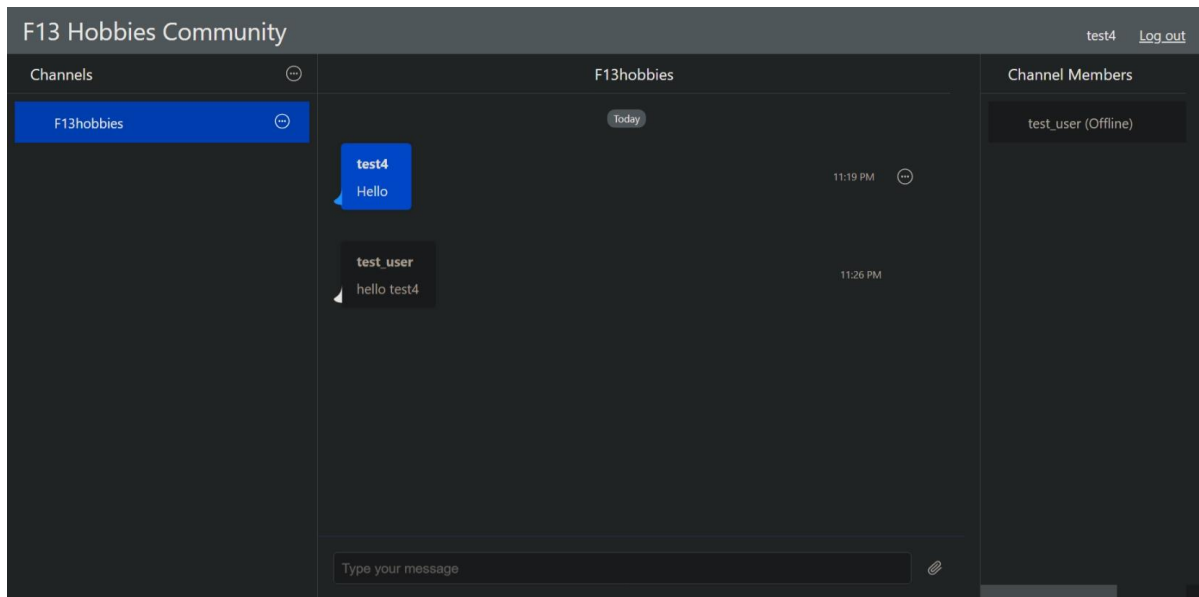 F13 Hobbies Community
test4 Log out
Channels
F13hobbies
F13hobbies
Today
test4
Hello
11:19 PM
test_user
hello test4
11:26 PM
Type your message
Channel Members
test_user (Offline)